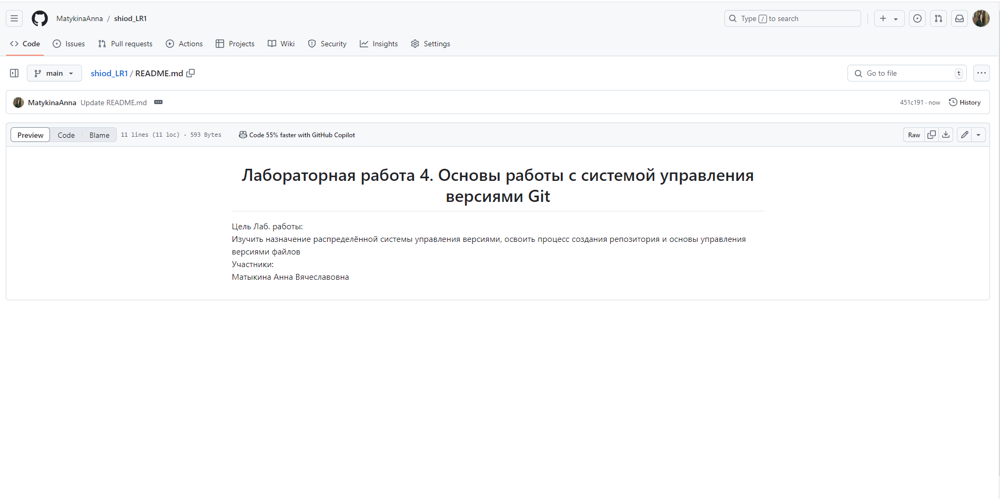 MatykinaAnna / shiod_LR1
Type / to search
Code Issues Pull requests Actions Projects Wiki Security Insights Settings
main
shiod_LR1 / README.md
Go to file t
MatykinaAnna Update README.md
451c191 · now History
Preview Code Blame 11 lines (11 loc) · 593 Bytes Code 55% faster with GitHub Copilot
Raw
Лабораторная работа 4. Основы работы с системой управления
версиями Git
Цель Лаб. работы:
Изучить назначение распределённой системы управления версиями, освоить процесс создания репозитория и основы управления
версиями файлов
Участники:
Матыкина Анна Вячеславовна